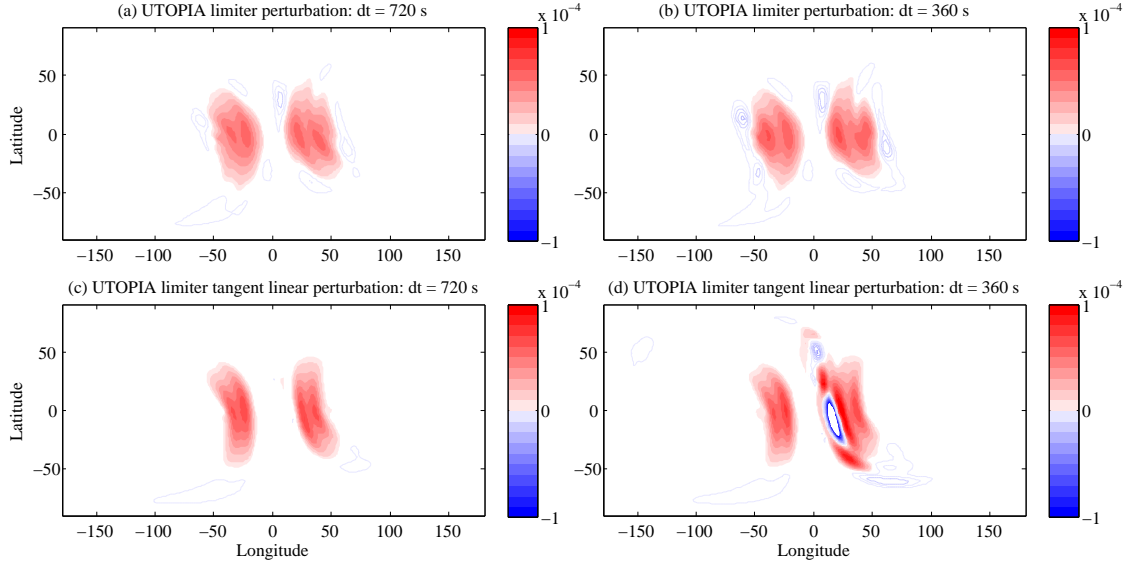 (a) UTOPIA limiter perturbation: dt = 720 s
x 10−4
(b) UTOPIA limiter perturbation: dt = 360 s
x 10−4
Latitude
50
0
−50
−150 −100 −50 0 50 100 150
1
0
−1
50
0
−50
−150 −100 −50 0 50 100 150
1
0
−1
(c) UTOPIA limiter tangent linear perturbation: dt = 720 s
x 10−4
(d) UTOPIA limiter tangent linear perturbation: dt = 360 s
x 10−4
Latitude
50
0
−50
−150 −100 −50 0 50 100 150
Longitude
1
0
−1
50
0
−50
−150 −100 −50 0 50 100 150
Longitude
1
0
−1